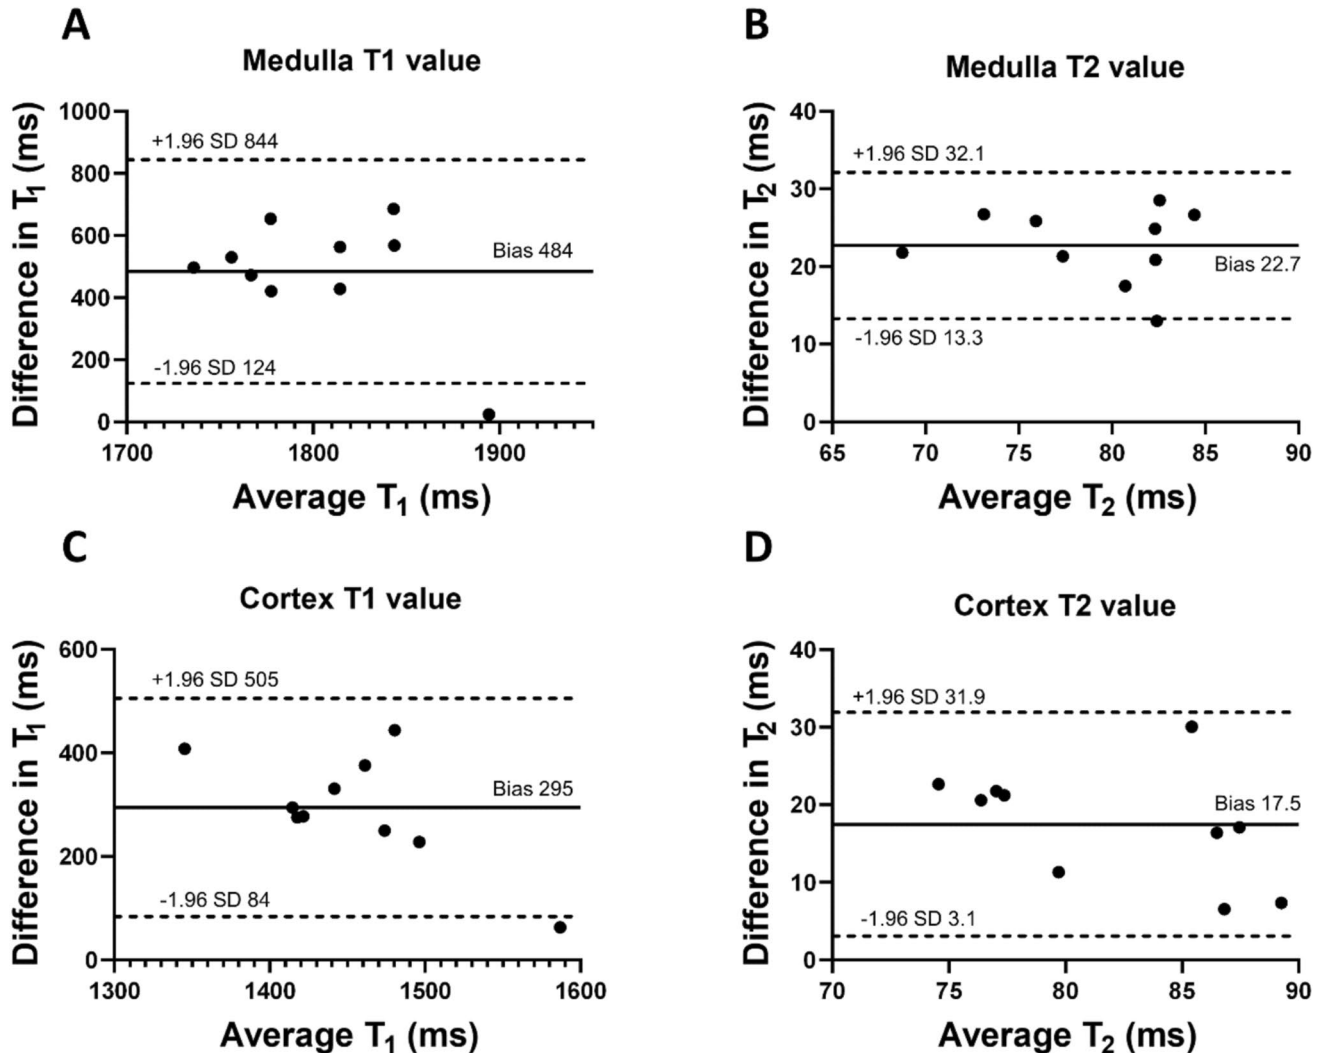 A
Medulla T1 value
Difference in T₁ (ms)
1000
800
600
400
200
0
+1.96 SD 844
Bias 484
-1.96 SD 124
1700 1800 1900
Average T₁ (ms)
B
Medulla T2 value
Difference in T₂ (ms)
40
30
20
10
0
+1.96 SD 32.1
Bias 22.7
-1.96 SD 13.3
65 70 75 80 85 90
Average T₂ (ms)
C
Cortex T1 value
Difference in T₁ (ms)
600
400
200
0
+1.96 SD 505
Bias 295
-1.96 SD 84
1300 1400 1500 1600
Average T₁ (ms)
D
Cortex T2 value
Difference in T₂ (ms)
40
30
20
10
0
+1.96 SD 31.9
Bias 17.5
-1.96 SD 3.1
70 75 80 85 90
Average T₂ (ms)